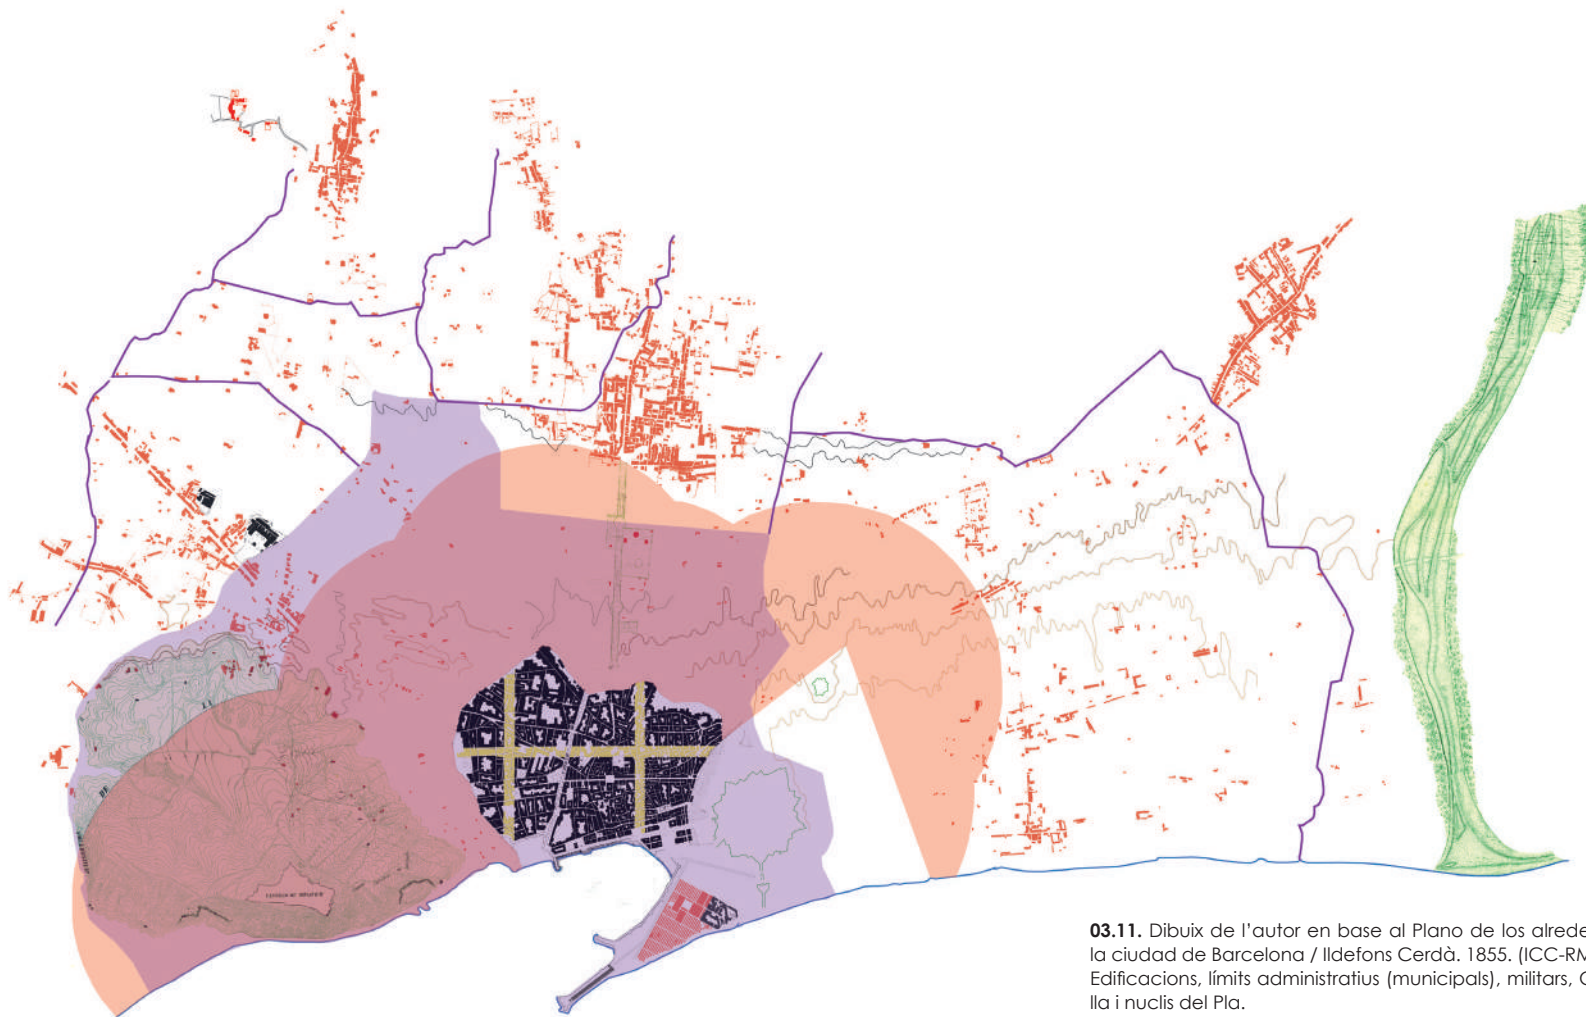 03.11. Dibuix de l'autor en base al Plano de los alrede
la ciudad de Barcelona / Ildefons Cerdà. 1855. (ICC-RM
Edificacions, límits administratius (municipals), militars, C
lla i nuclis del Pla.